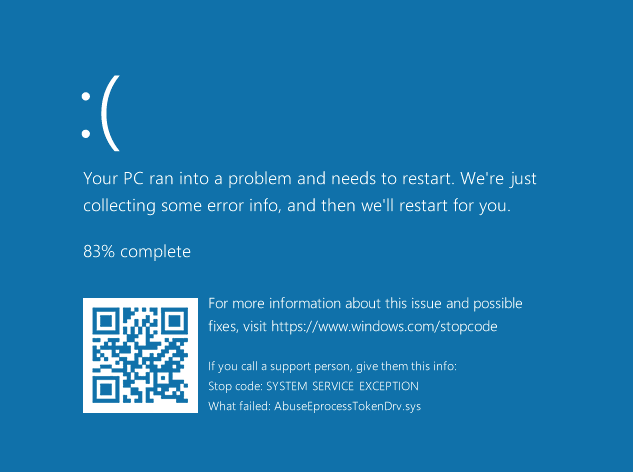 :(
Your PC ran into a problem and needs to restart. We're just
collecting some error info, and then we'll restart for you.
83% complete
For more information about this issue and possible
fixes, visit https://www.windows.com/stopcode
If you call a support person, give them this info:
Stop code: SYSTEM SERVICE EXCEPTION
What failed: AbuseEprocessTokenDrv.sys